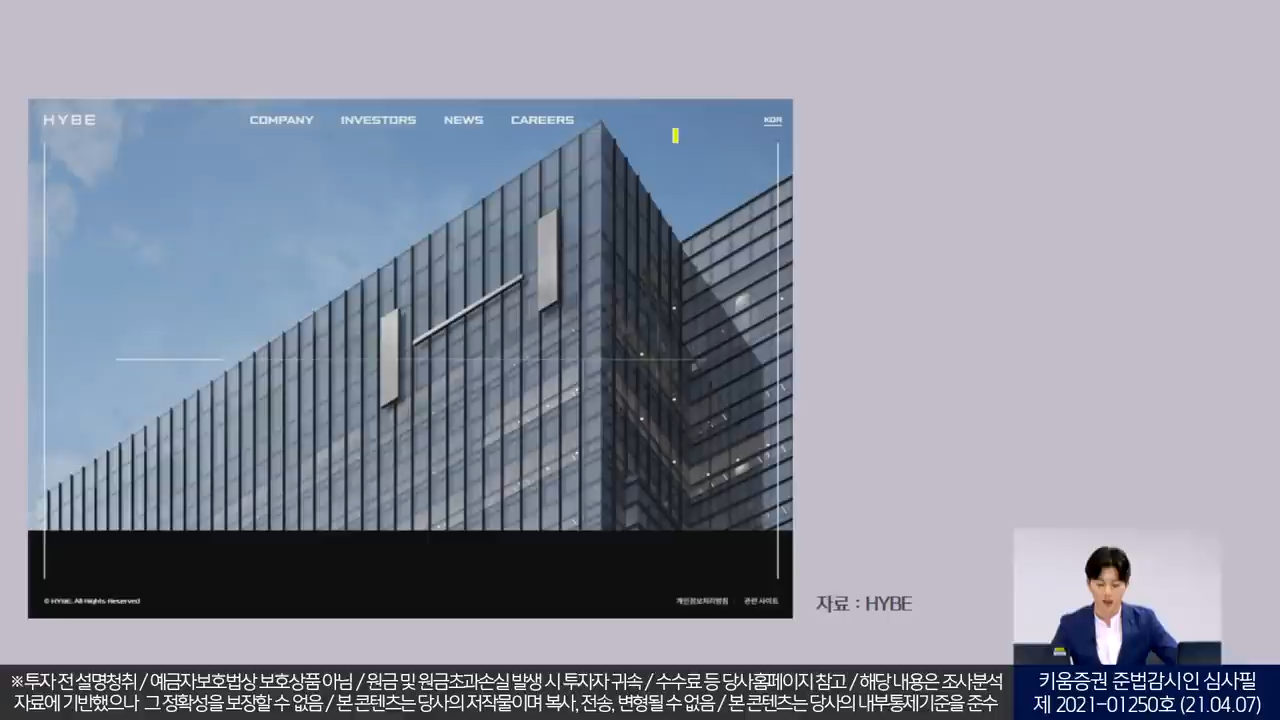 HYBE
COMPANY INVESTORS NEWS CAREERS
KOR
© HYBE. All Rights Reserved
개인정보처리방침 관련 사이트
자료 : HYBE
※투자 전 설명청취 / 예금자보호법상 보호상품 아님 / 원금 및 원금초과손실 발생 시 투자자 귀속 / 수수료 등 당사홈페이지 참고 / 해당 내용은 조사분석
자료에 기반했으나 그 정확성을 보장할 수 없음 / 본 콘텐츠는 당사의 저작물이며 복사, 전송, 변형될 수 없음 / 본 콘텐츠는 당사의 내부통제기준을 준수
키움증권 준법감시인 심사필
제 2021-01250호 (21.04.07)